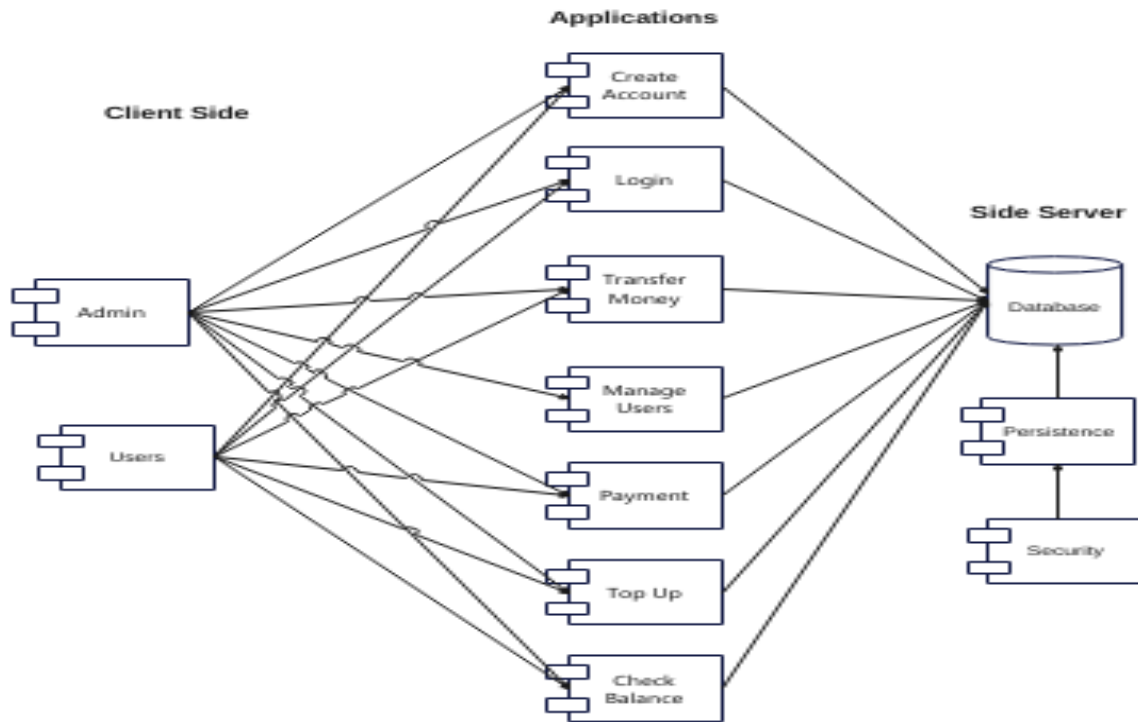 Applications
Client Side
Side Server
Create
Account
Login
Transfer
Money
Manage
Users
Payment
Top Up
Check
Balance
Admin
Users
Database
Persistence
Security